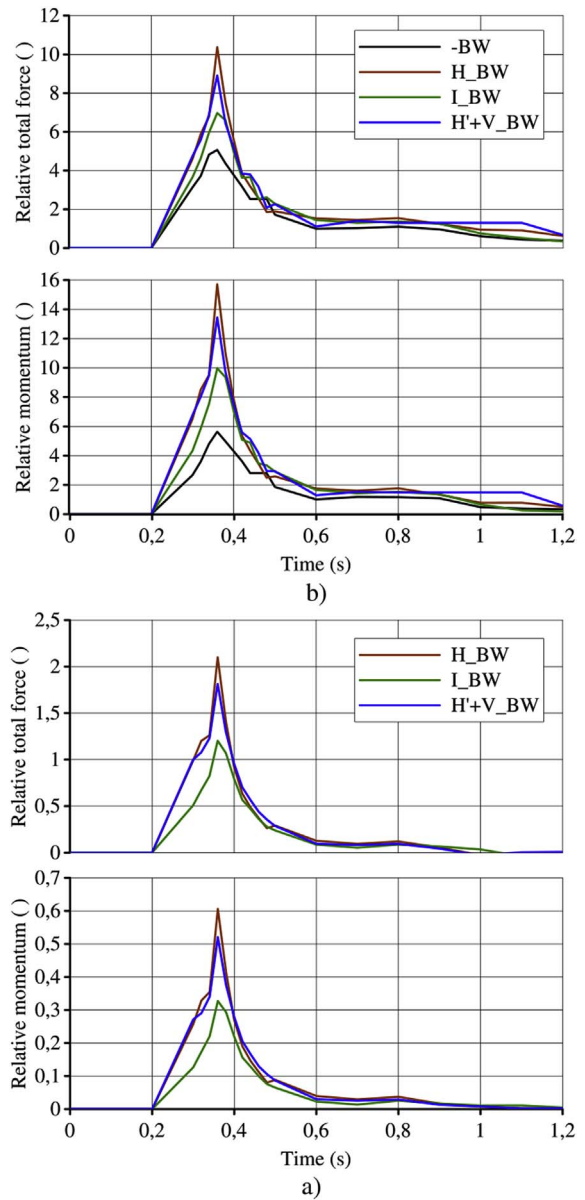 12
10
8
6
4
2
0
Relative total force ( )
-BW
H_BW
I_BW
H'+V_BW
16
14
12
10
8
6
4
2
0
Relative momentum ( )
0 0,2 0,4 0,6 0,8 1 1,2
Time (s)
b)
2,5
2
1,5
1
0,5
0
Relative total force ( )
H_BW
I_BW
H'+V_BW
0,7
0,6
0,5
0,4
0,3
0,2
0,1
0
Relative momentum ( )
0 0,2 0,4 0,6 0,8 1 1,2
Time (s)
a)